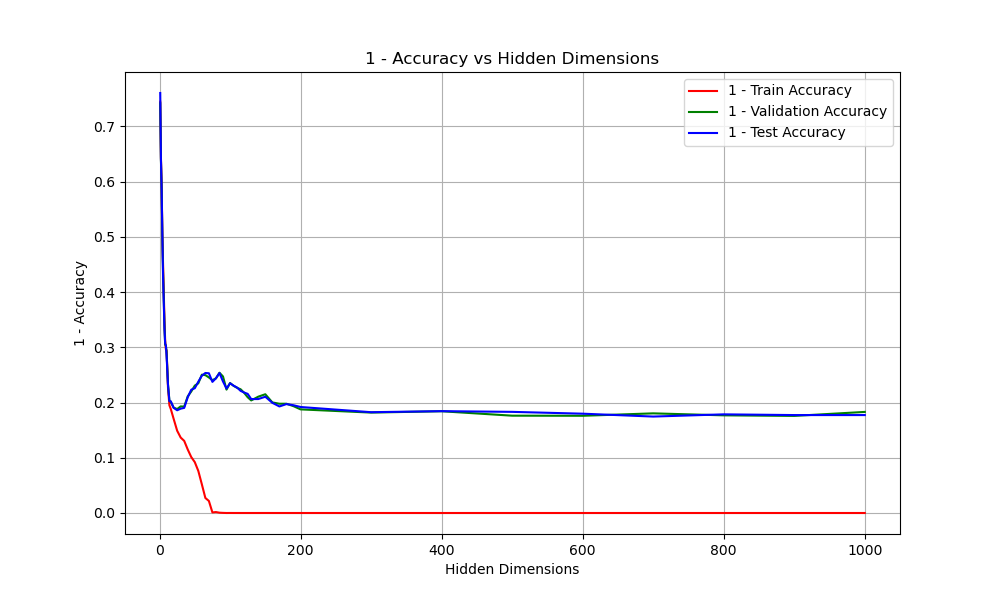 1 - Accuracy vs Hidden Dimensions
1 - Train Accuracy
1 - Validation Accuracy
1 - Test Accuracy
1 - Accuracy
0.7
0.6
0.5
0.4
0.3
0.2
0.1
0.0
0 200 400 600 800 1000
Hidden Dimensions